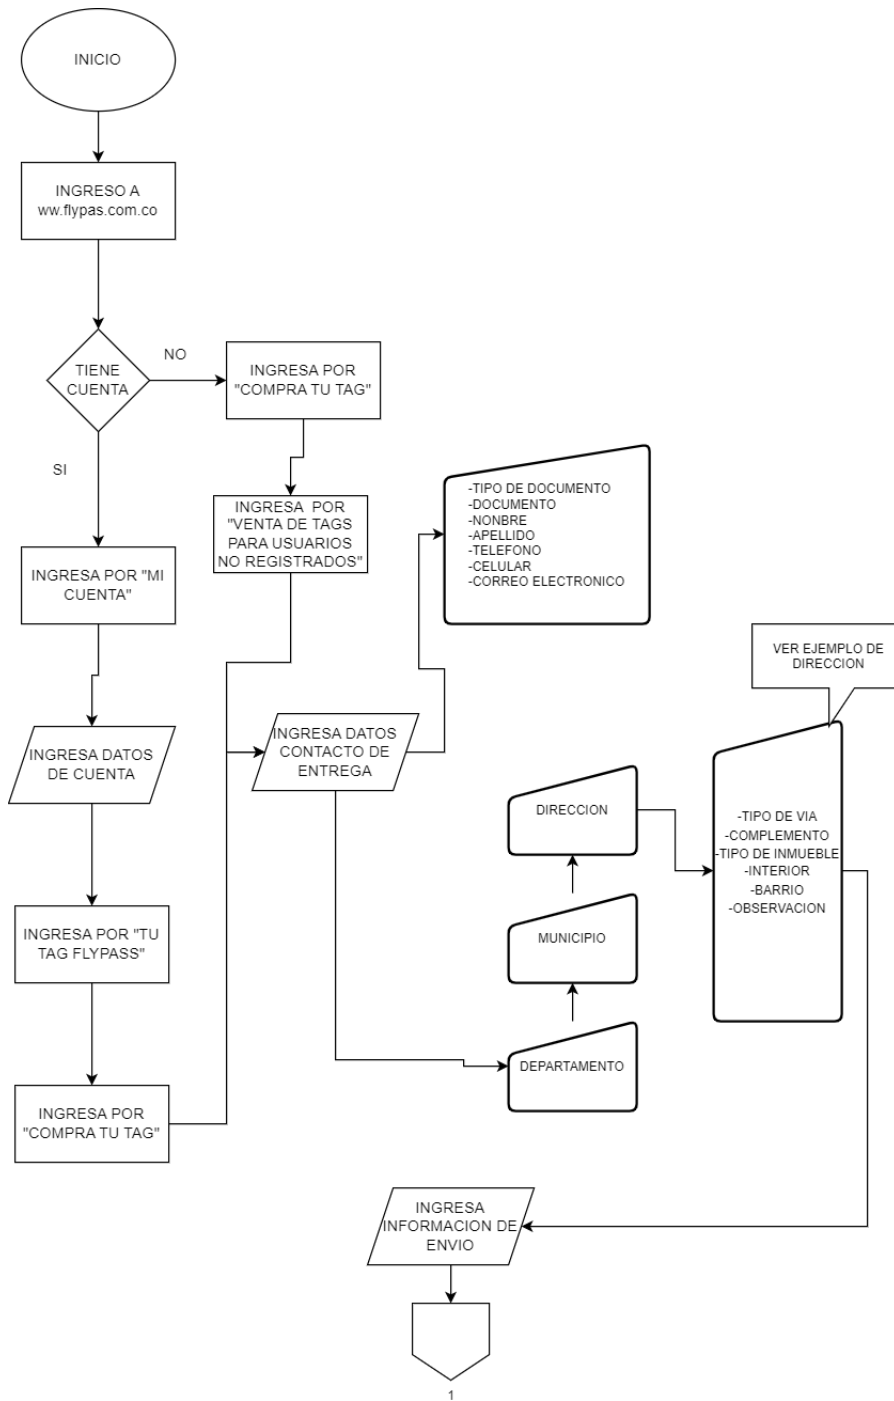 INICIO
INGRESO A
ww.flypas.com.co
TIENE
CUENTA
NO
SI
INGRESA POR
"COMPRA TU TAG"
INGRESA POR
"VENTA DE TAGS
PARA USUARIOS
NO REGISTRADOS"
INGRESA POR "MI
CUENTA"
INGRESA DATOS
DE CUENTA
INGRESA POR "TU
TAG FLYPASS"
INGRESA POR
"COMPRA TU TAG"
INGRESA DATOS
CONTACTO DE
ENTREGA
-TIPO DE DOCUMENTO
-DOCUMENTO
-NONBRE
-APELLIDO
-TELEFONO
-CELULAR
-CORREO ELECTRONICO
DEPARTAMENTO
MUNICIPIO
DIRECCION
VER EJEMPLO DE
DIRECCION
-TIPO DE VIA
-COMPLEMENTO
-TIPO DE INMUEBLE
-INTERIOR
-BARRIO
-OBSERVACION
INGRESA
INFORMACION DE
ENVIO
1